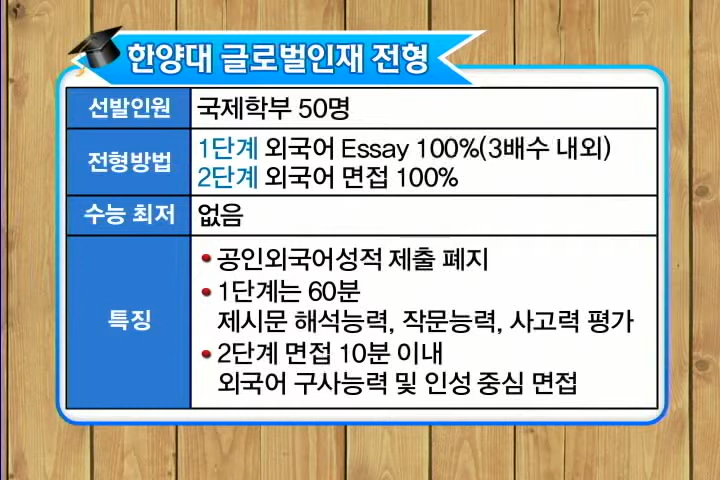 한양대 글로벌인재 전형
선발인원 국제학부 50명
전형방법 1단계 외국어 Essay 100%(3배수 내외)
2단계 외국어 면접 100%
수능 최저 없음
특징 • 공인외국어성적 제출 폐지
• 1단계는 60분
제시문 해석능력, 작문능력, 사고력 평가
• 2단계 면접 10분 이내
외국어 구사능력 및 인성 중심 면접